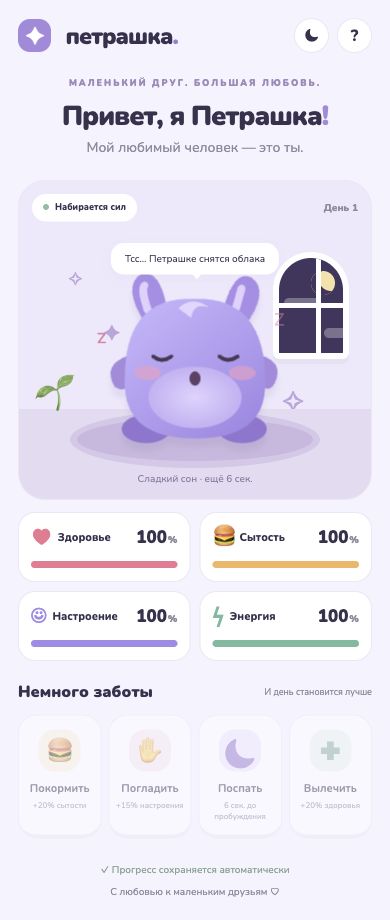 петрашка.
?
МАЛЕНЬКИЙ ДРУГ. БОЛЬШАЯ ЛЮБОВЬ.
Привет, я Петрашка!
Мой любимый человек — это ты.
Набирается сил
День 1
Тсс… Петрашке снятся облака
Z
Z
Сладкий сон · ещё 6 сек.
Здоровье 100%
Сытость 100%
Настроение 100%
Энергия 100%
Немного заботы
И день становится лучше
Покормить
+20% сытости
Погладить
+15% настроения
Поспать
6 сек. до
пробуждения
Вылечить
+20% здоровья
✓ Прогресс сохраняется автоматически
С любовью к маленьким друзьям ♡